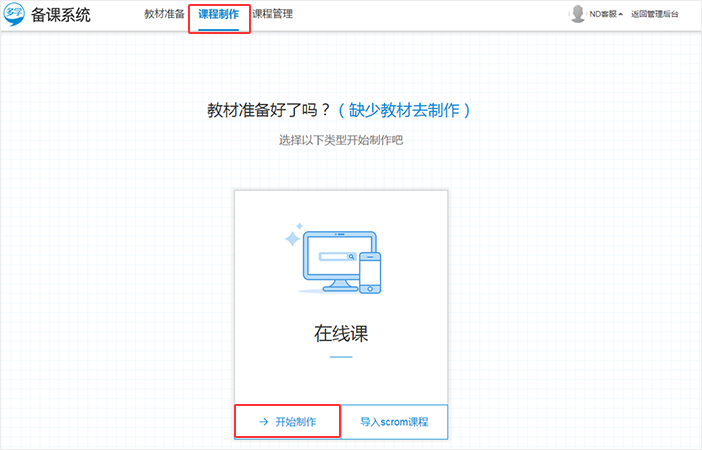 多学 备课系统 教材准备 课程制作 课程管理 ND客服 返回管理后台
教材准备好了吗？（缺少教材去制作）
选择以下类型开始制作吧
在线课
→ 开始制作 导入scrom课程